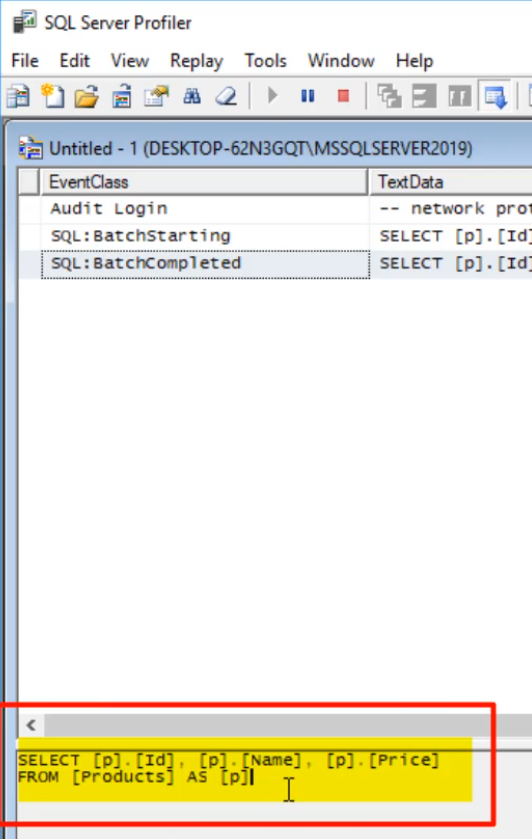 SQL Server Profiler
File Edit View Replay Tools Window Help
Untitled - 1 (DESKTOP-62N3GQT\MSSQLSERVER2019)
EventClass TextData
Audit Login -- network prot
SQL:BatchStarting SELECT [p].[Id]
SQL:BatchCompleted SELECT [p].[Id]
SELECT [p].[Id], [p].[Name], [p].[Price]
FROM [Products] AS [p]